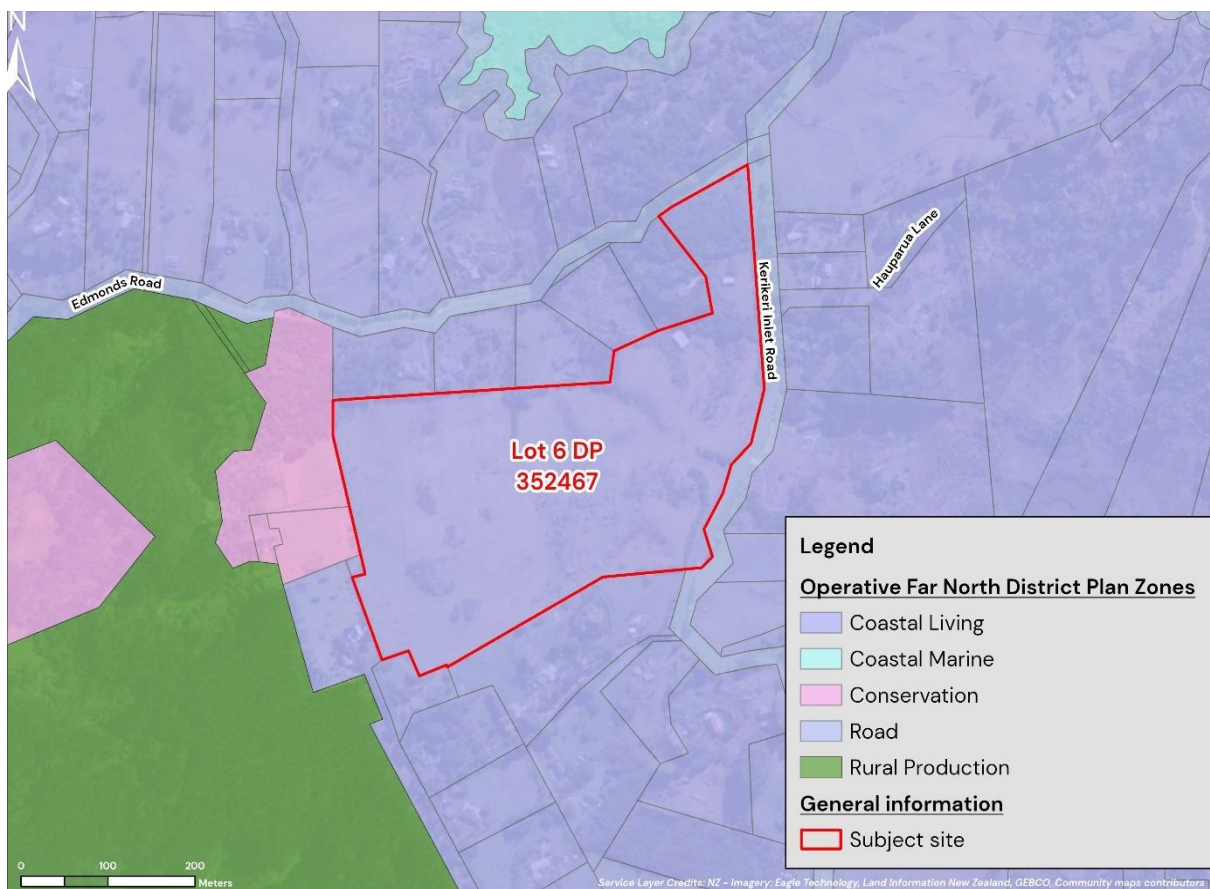 N
Edmonds Road
Hauparua Lane
Kerikeri Inlet Road
Lot 6 DP
352467
Legend
Operative Far North District Plan Zones
Coastal Living
Coastal Marine
Conservation
Road
Rural Production
General information
Subject site
0 100 200
Meters
Service Layer Credits: NZ - Imagery: Eagle Technology, Land Information New Zealand, GEBCO, Community maps contributors